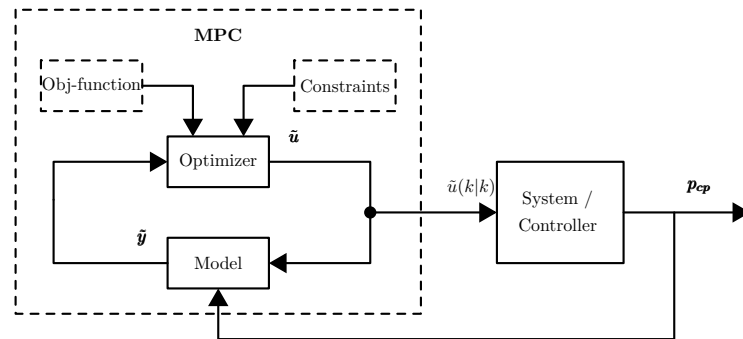 MPC
Obj-function
Constraints
ũ
Optimizer
ũ(k|k)
System /
Controller
p_cp
ỹ
Model